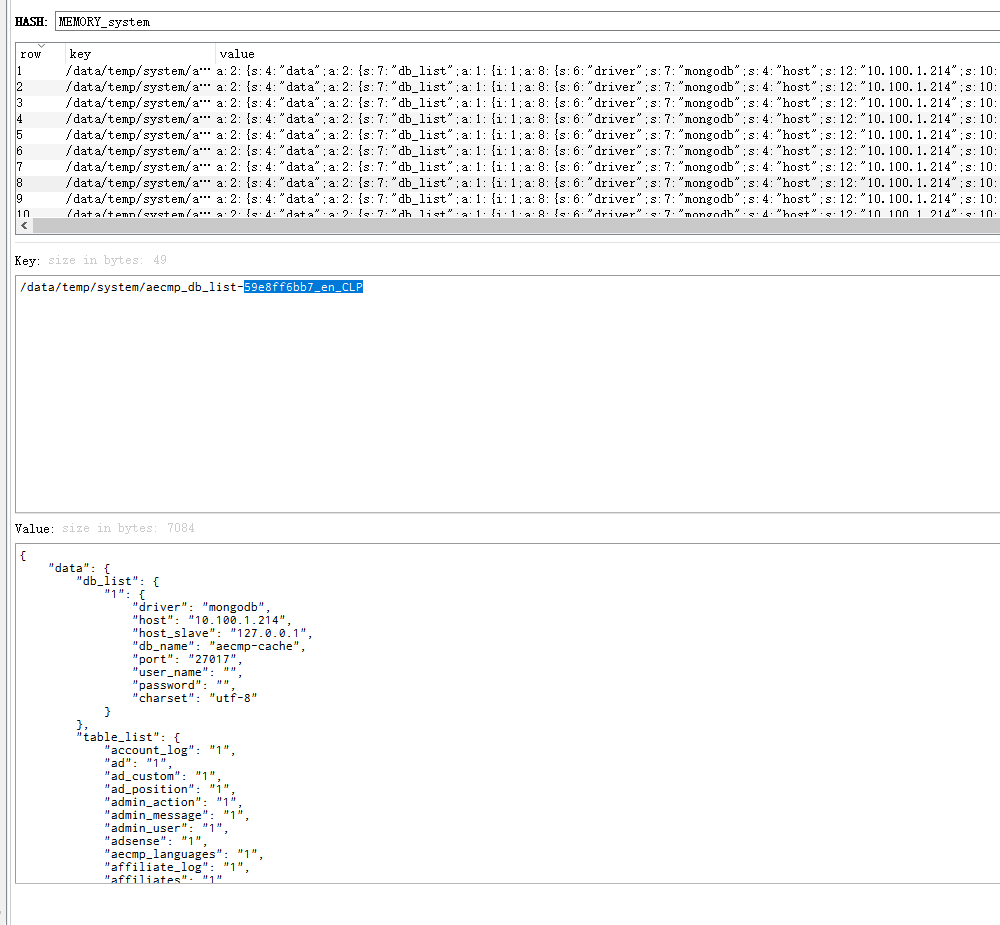 HASH: MEMORY_system
row key value
1 /data/temp/system/a… a:2:{s:4:"data";a:2:{s:7:"db_list";a:1:{i:1;a:8:{s:6:"driver";s:7:"mongodb";s:4:"host";s:12:"10.100.1.214";s:10:
2 /data/temp/system/a… a:2:{s:4:"data";a:2:{s:7:"db_list";a:1:{i:1;a:8:{s:6:"driver";s:7:"mongodb";s:4:"host";s:12:"10.100.1.214";s:10:
3 /data/temp/system/a… a:2:{s:4:"data";a:2:{s:7:"db_list";a:1:{i:1;a:8:{s:6:"driver";s:7:"mongodb";s:4:"host";s:12:"10.100.1.214";s:10:
4 /data/temp/system/a… a:2:{s:4:"data";a:2:{s:7:"db_list";a:1:{i:1;a:8:{s:6:"driver";s:7:"mongodb";s:4:"host";s:12:"10.100.1.214";s:10:
5 /data/temp/system/a… a:2:{s:4:"data";a:2:{s:7:"db_list";a:1:{i:1;a:8:{s:6:"driver";s:7:"mongodb";s:4:"host";s:12:"10.100.1.214";s:10:
6 /data/temp/system/a… a:2:{s:4:"data";a:2:{s:7:"db_list";a:1:{i:1;a:8:{s:6:"driver";s:7:"mongodb";s:4:"host";s:12:"10.100.1.214";s:10:
7 /data/temp/system/a… a:2:{s:4:"data";a:2:{s:7:"db_list";a:1:{i:1;a:8:{s:6:"driver";s:7:"mongodb";s:4:"host";s:12:"10.100.1.214";s:10:
8 /data/temp/system/a… a:2:{s:4:"data";a:2:{s:7:"db_list";a:1:{i:1;a:8:{s:6:"driver";s:7:"mongodb";s:4:"host";s:12:"10.100.1.214";s:10:
9 /data/temp/system/a… a:2:{s:4:"data";a:2:{s:7:"db_list";a:1:{i:1;a:8:{s:6:"driver";s:7:"mongodb";s:4:"host";s:12:"10.100.1.214";s:10:
10 /data/temp/system/a… a:2:{s:4:"data";a:2:{s:7:"db_list";a:1:{i:1;a:8:{s:6:"driver";s:7:"mongodb";s:4:"host";s:12:"10.100.1.214";s:10:
Key: size in bytes: 49
/data/temp/system/aecmp_db_list-59e8ff6bb7_en_CLP
Value: size in bytes: 7084
{
"data": {
"db_list": {
"1": {
"driver": "mongodb",
"host": "10.100.1.214",
"host_slave": "127.0.0.1",
"db_name": "aecmp-cache",
"port": "27017",
"user_name": "",
"password": "",
"charset": "utf-8"
}
},
"table_list": {
"account_log": "1",
"ad": "1",
"ad_custom": "1",
"ad_position": "1",
"admin_action": "1",
"admin_message": "1",
"admin_user": "1",
"adsense": "1",
"aecmp_languages": "1",
"affiliate_log": "1",
"affiliates": "1"